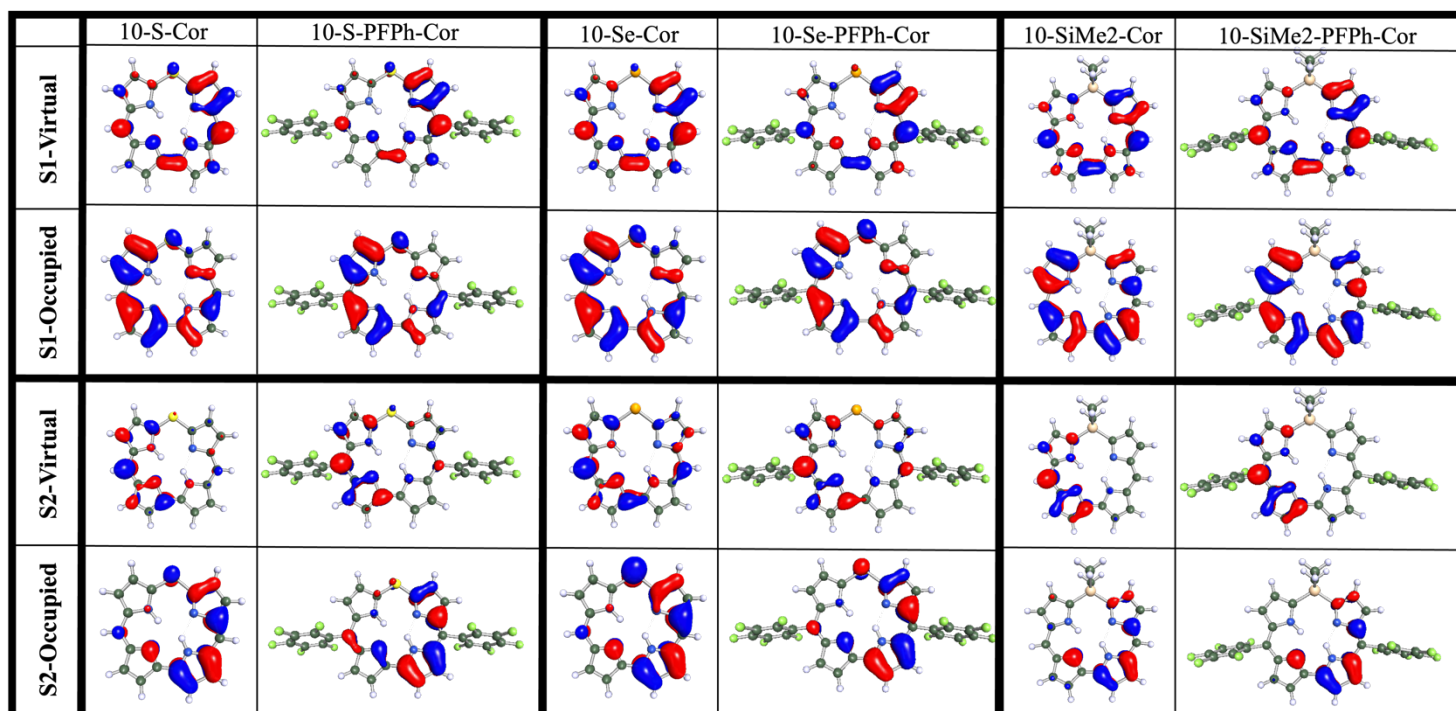 10-S-Cor 10-S-PFPh-Cor 10-Se-Cor 10-Se-PFPh-Cor 10-SiMe2-Cor 10-SiMe2-PFPh-Cor
S1-Virtual
S1-Occupied
S2-Virtual
S2-Occupied